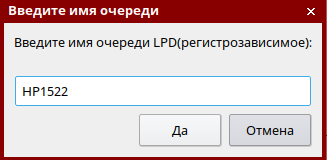 Введите имя очереди
Введите имя очереди LPD(регистрозависимое):
HP1522
Да
Отмена